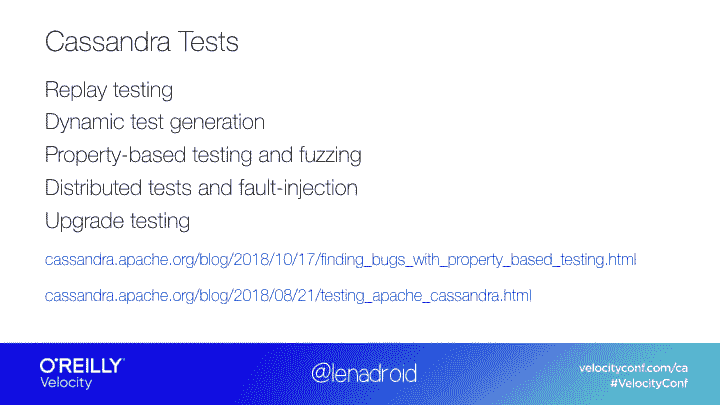 Cassandra Tests
Replay testing
Dynamic test generation
Property-based testing and fuzzing
Distributed tests and fault-injection
Upgrade testing
cassandra.apache.org/blog/2018/10/17/finding_bugs_with_property_based_testing.html
cassandra.apache.org/blog/2018/08/21/testing_apache_cassandra.html
O'REILLY
Velocity
@lenadroid
velocityconf.com/ca
#VelocityConf